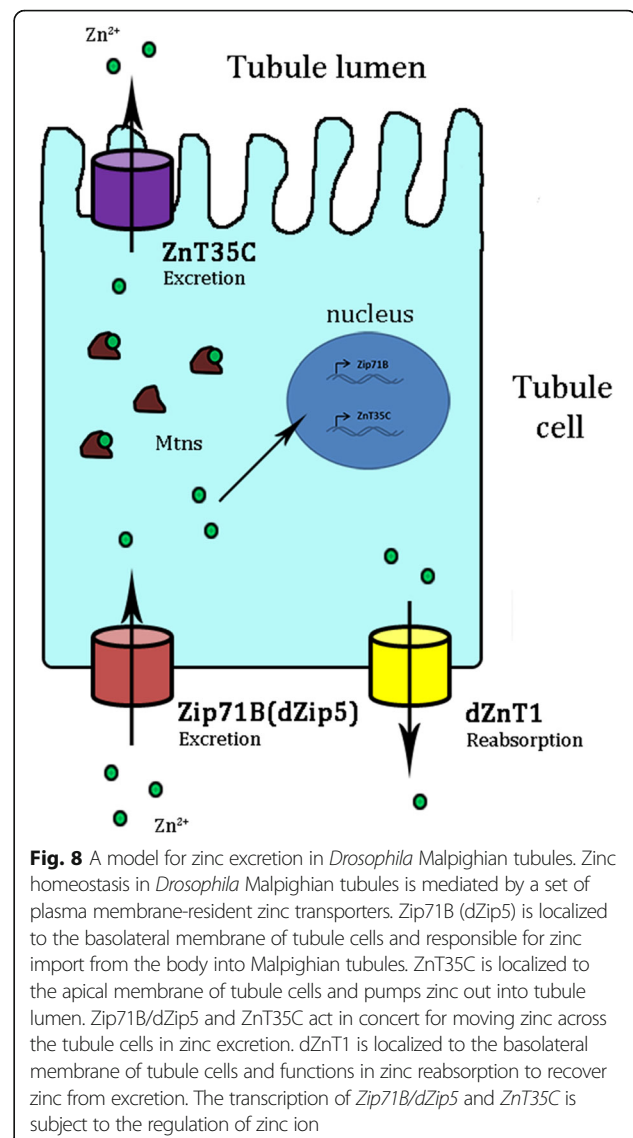 Zn²⁺
Tubule lumen
ZnT35C
Excretion
nucleus
Zip71B
ZnT35C
Tubule
cell
Mtns
Zip71B(dZip5)
Excretion
dZnT1
Reabsorption
Zn²⁺
Fig. 8 A model for zinc excretion in Drosophila Malpighian tubules. Zinc
homeostasis in Drosophila Malpighian tubules is mediated by a set of
plasma membrane-resident zinc transporters. Zip71B (dZip5) is localized
to the basolateral membrane of tubule cells and responsible for zinc
import from the body into Malpighian tubules. ZnT35C is localized to
the apical membrane of tubule cells and pumps zinc out into tubule
lumen. Zip71B/dZip5 and ZnT35C act in concert for moving zinc across
the tubule cells in zinc excretion. dZnT1 is localized to the basolateral
membrane of tubule cells and functions in zinc reabsorption to recover
zinc from excretion. The transcription of Zip71B/dZip5 and ZnT35C is
subject to the regulation of zinc ion